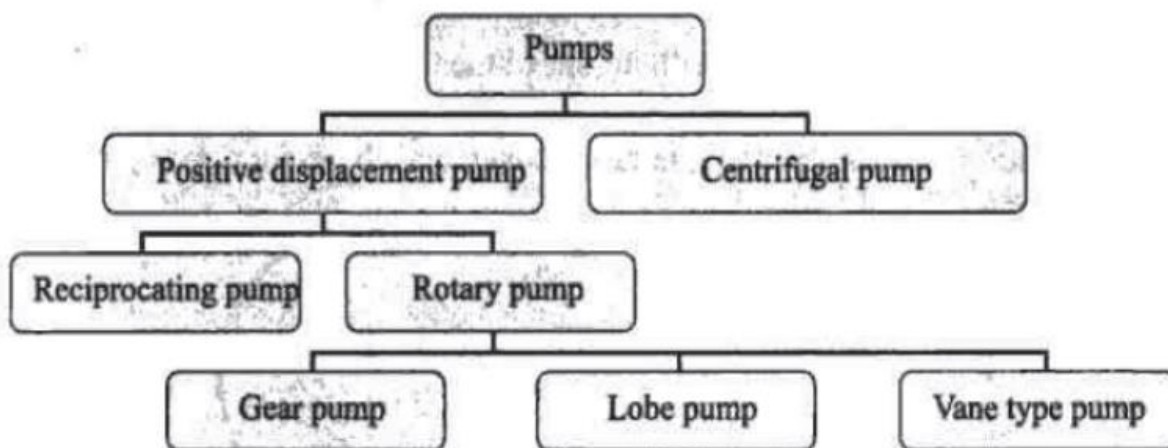 Pumps
Positive displacement pump
Centrifugal pump
Reciprocating pump
Rotary pump
Gear pump
Lobe pump
Vane type pump